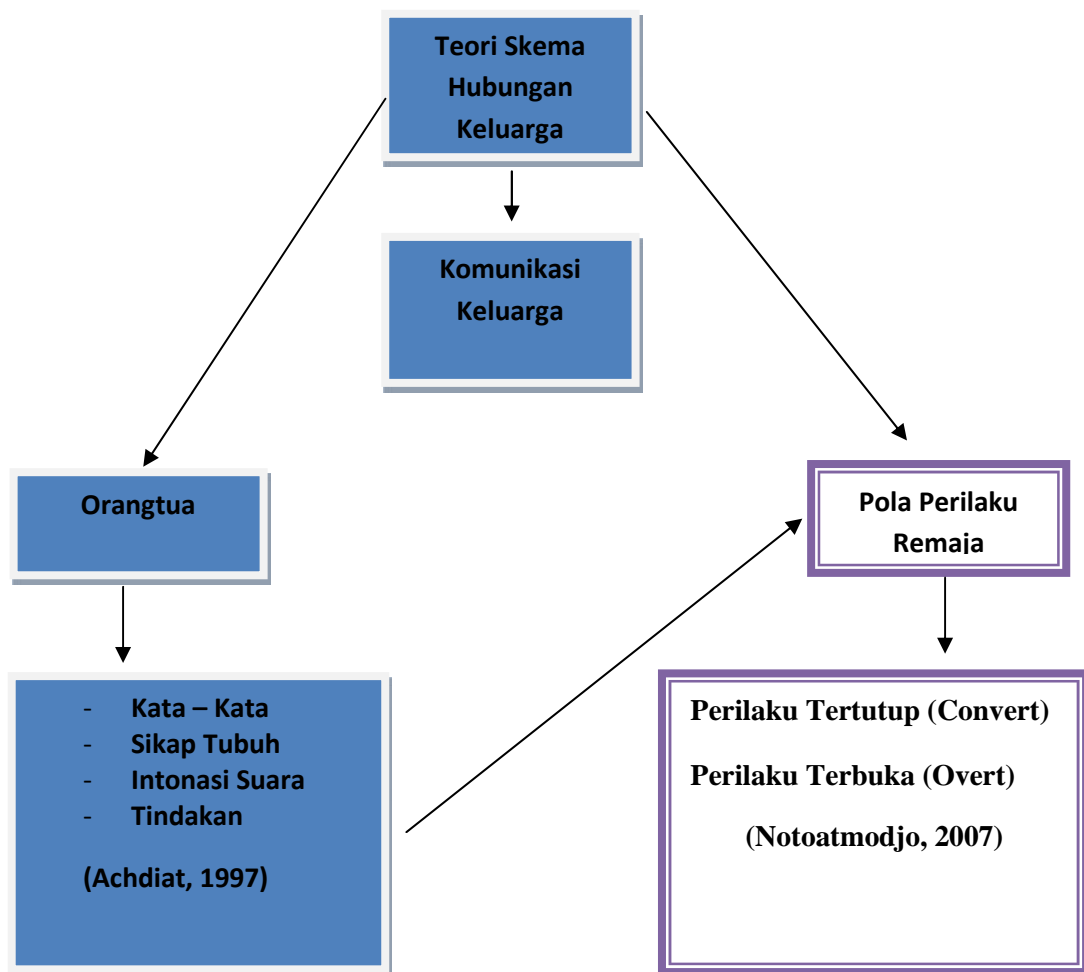 Teori Skema
Hubungan
Keluarga
Komunikasi
Keluarga
Orangtua
Pola Perilaku
Remaja
- Kata – Kata
- Sikap Tubuh
- Intonasi Suara
- Tindakan
(Achdiat, 1997)
Perilaku Tertutup (Convert)
Perilaku Terbuka (Overt)
(Notoatmodjo, 2007)